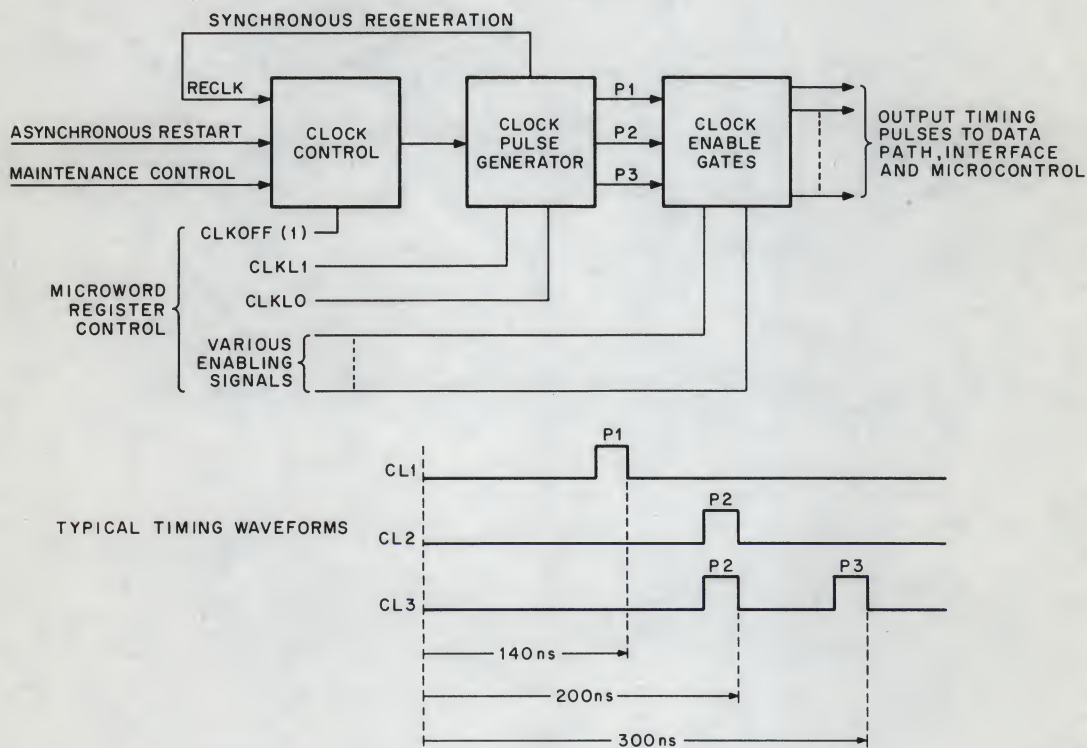 SYNCHRONOUS REGENERATION
RECLK
ASYNCHRONOUS RESTART
MAINTENANCE CONTROL
CLOCK
CONTROL
CLOCK
PULSE
GENERATOR
P1
P2
P3
CLOCK
ENABLE
GATES
OUTPUT TIMING
PULSES TO DATA
PATH, INTERFACE
AND MICROCONTROL
MICROWORD
REGISTER
CONTROL
CLKOFF (1)
CLKL1
CLKL0
VARIOUS
ENABLING
SIGNALS
TYPICAL TIMING WAVEFORMS
CL1
P1
CL2
P2
CL3
P2
P3
140ns
200ns
300ns